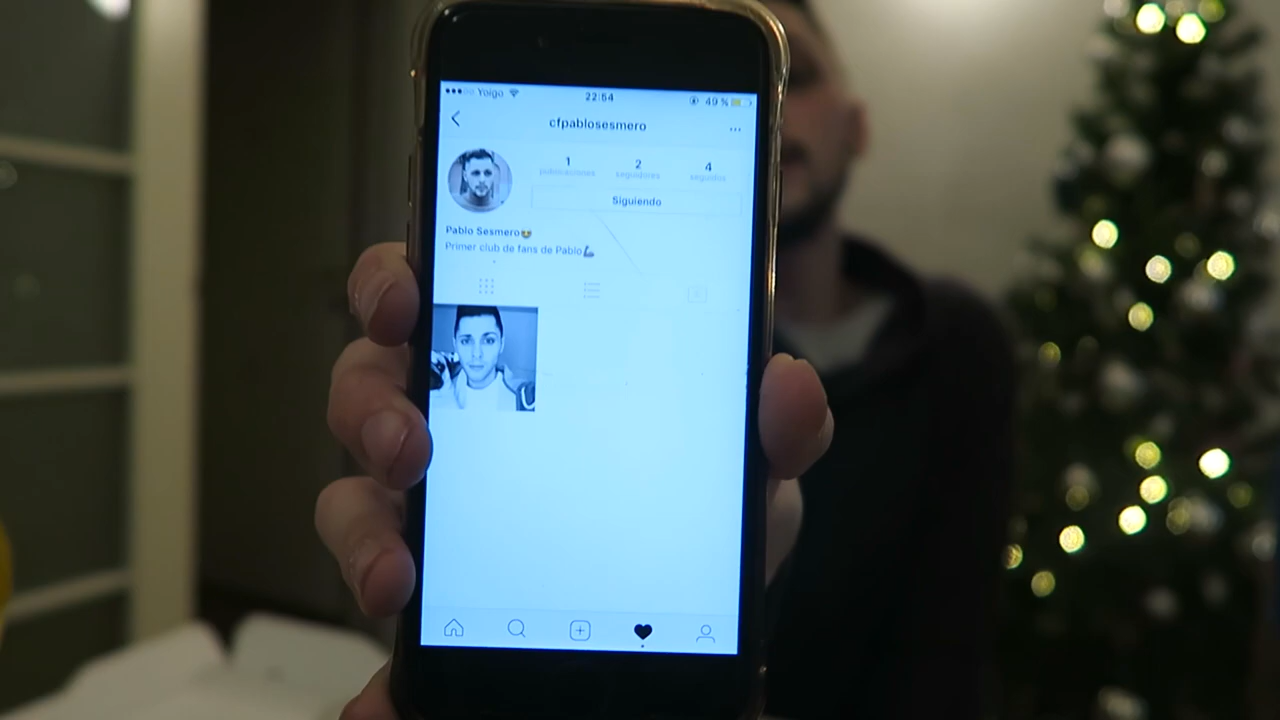 Yoigo 22:54 49 %
cfpablosesmero
1 2 4
publicaciones seguidores seguidos
Siguiendo
Pablo Sesmero😂
Primer club de fans de Pablo💪